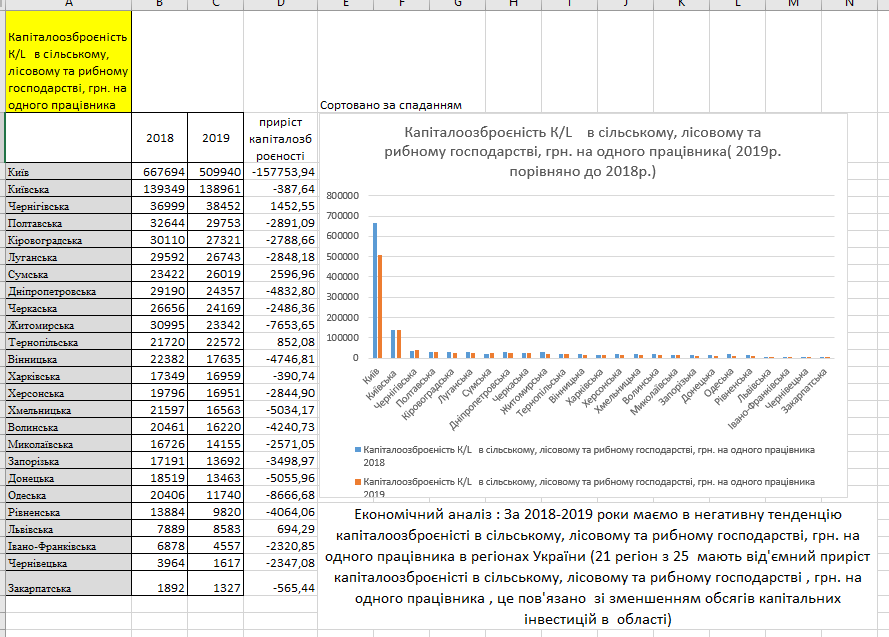 A B C D E F G H I J K L M N
Капіталоозброєність
K/L в сільському,
лісовому та рибному
господарстві, грн. на
одного працівника
Сортовано за спаданням
2018 2019 приріст
капіталозб
роєності
Київ 667694 509940 -157753,94
Київська 139349 138961 -387,64
Чернігівська 36999 38452 1452,55
Полтавська 32644 29753 -2891,09
Кіровоградська 30110 27321 -2788,66
Луганська 29592 26743 -2848,18
Сумська 23422 26019 2596,96
Дніпропетровська 29190 24357 -4832,80
Черкаська 26656 24169 -2486,36
Житомирська 30995 23342 -7653,65
Тернопільська 21720 22572 852,08
Вінницька 22382 17635 -4746,81
Харківська 17349 16959 -390,74
Херсонська 19796 16951 -2844,90
Хмельницька 21597 16563 -5034,17
Волинська 20461 16220 -4240,73
Миколаївська 16726 14155 -2571,05
Запорізька 17191 13692 -3498,97
Донецька 18519 13463 -5055,96
Одеська 20406 11740 -8666,68
Рівненська 13884 9820 -4064,06
Львівська 7889 8583 694,29
Івано-Франківська 6878 4557 -2320,85
Чернівецька 3964 1617 -2347,08
Закарпатська 1892 1327 -565,44
Капіталоозброєність K/L в сільському, лісовому та
рибному господарстві, грн. на одного працівника( 2019р.
порівняно до 2018р.)
800000
700000
600000
500000
400000
300000
200000
100000
0
Київ
Київська
Чернігівська
Полтавська
Кіровоградська
Луганська
Сумська
Дніпропетровська
Черкаська
Житомирська
Тернопільська
Вінницька
Харківська
Херсонська
Хмельницька
Волинська
Миколаївська
Запорізька
Донецька
Одеська
Рівненська
Львівська
Івано-Франківська
Чернівецька
Закарпатська
Капіталоозброєність K/L в сільському, лісовому та рибному господарстві, грн. на одного працівника
2018
Капіталоозброєність K/L в сільському, лісовому та рибному господарстві, грн. на одного працівника
2019
Економічний аналіз : За 2018-2019 роки маємо в негативну тенденцію
капіталоозброєністі в сільському, лісовому та рибному господарстві, грн. на
одного працівника в регіонах України (21 регіон з 25 мають від'ємний приріст
капіталоозброєністі в сільському, лісовому та рибному господарстві , грн. на
одного працівника , це пов'язано зі зменшенням обсягів капітальних
інвестицій в області)